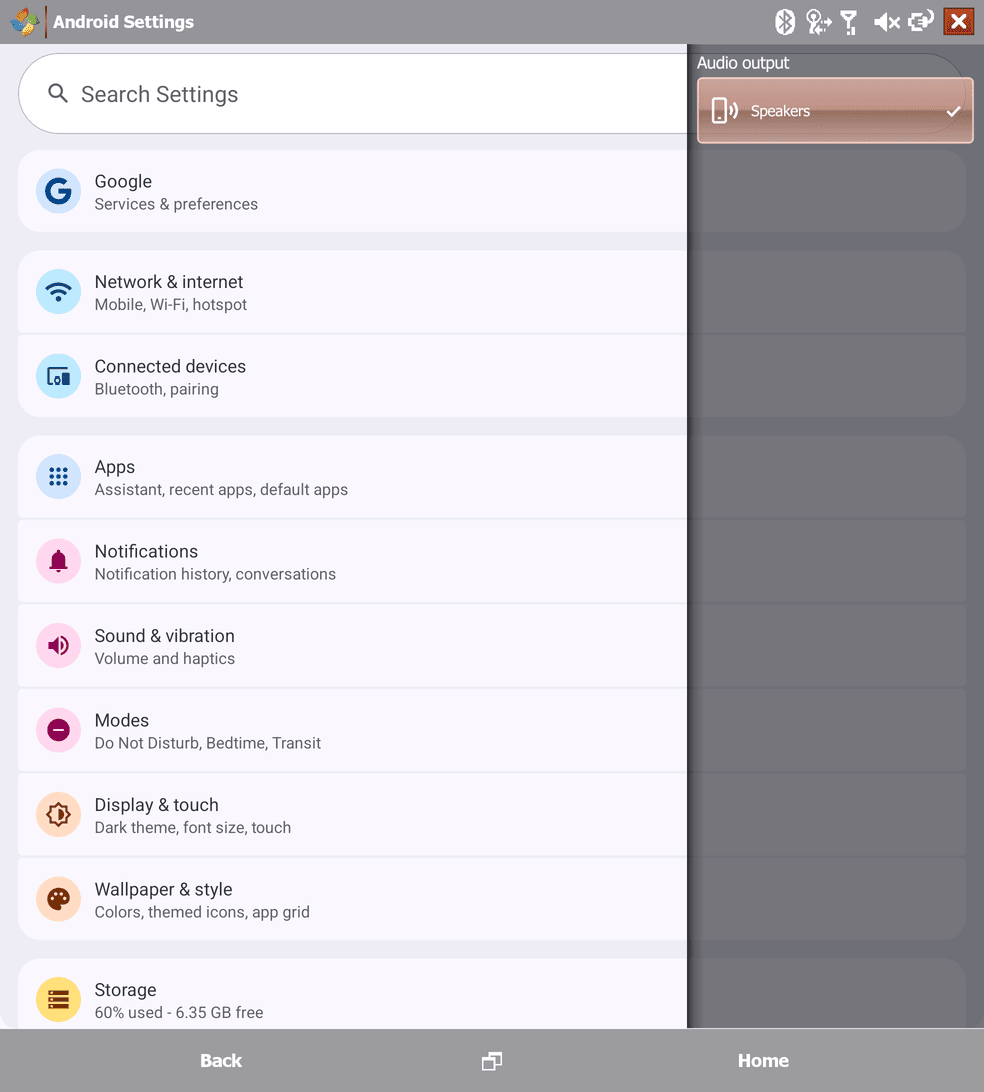 Android Settings
Search Settings
Audio output
Speakers
Google
Services & preferences
Network & internet
Mobile, Wi-Fi, hotspot
Connected devices
Bluetooth, pairing
Apps
Assistant, recent apps, default apps
Notifications
Notification history, conversations
Sound & vibration
Volume and haptics
Modes
Do Not Disturb, Bedtime, Transit
Display & touch
Dark theme, font size, touch
Wallpaper & style
Colors, themed icons, app grid
Storage
60% used - 6.35 GB free
Back
Home